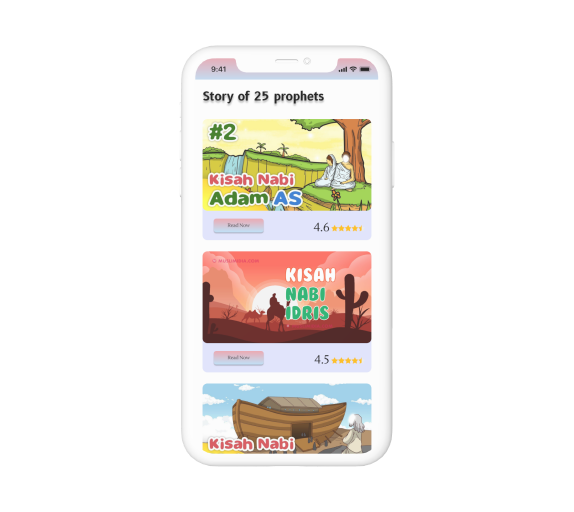 9:41
Story of 25 prophets
#2
Kisah Nabi
Adam AS
Read Now
4.6
KISAH
NABI
IDRIS
Read Now
4.5
Kisah Nabi